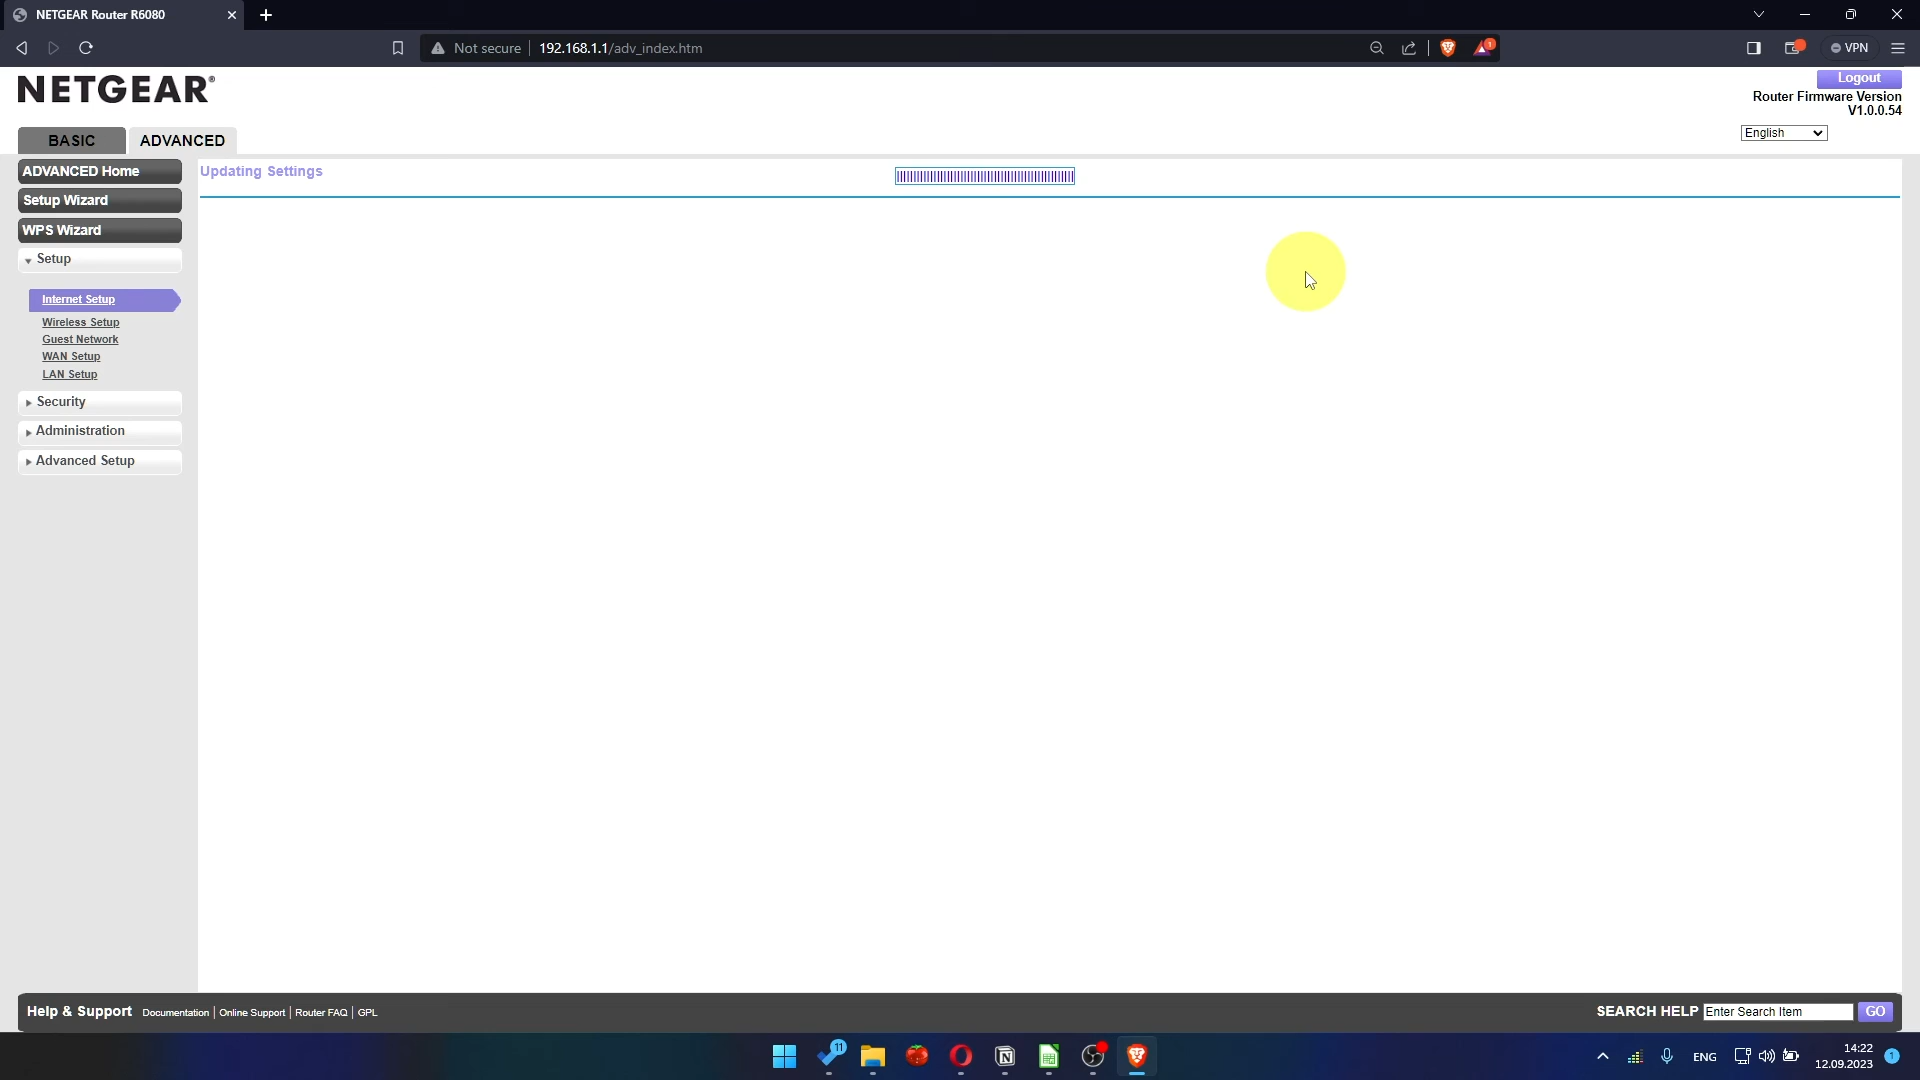 NETGEAR Router R6080
Not secure
192.168.1.1/adv_index.htm
1
VPN
NETGEAR®
Logout
Router Firmware Version
V1.0.0.54
English
BASIC
ADVANCED
ADVANCED Home
Updating Settings
Setup Wizard
WPS Wizard
Setup
Internet Setup
Wireless Setup
Guest Network
WAN Setup
LAN Setup
Security
Administration
Advanced Setup
Help & Support Documentation | Online Support | Router FAQ | GPL
SEARCH HELP Enter Search Item GO
11
ENG
14:22
12.09.2023
1